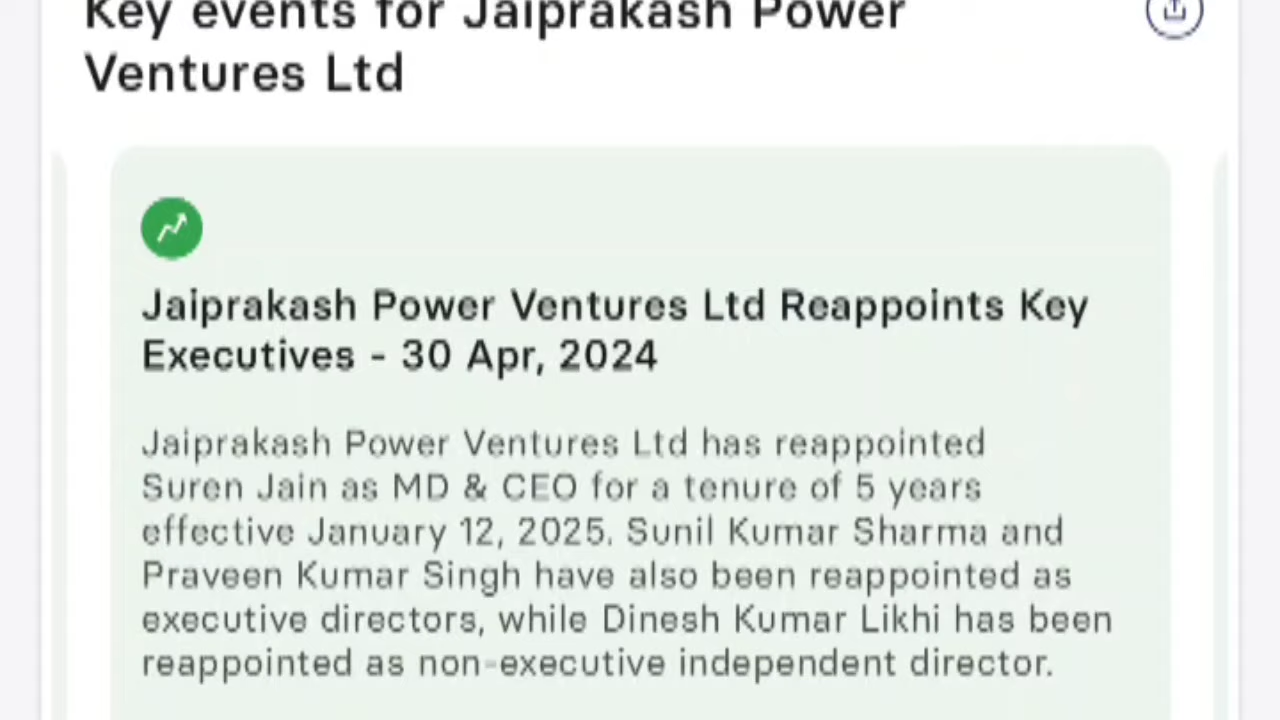 Key events for Jaiprakash Power
Ventures Ltd
Jaiprakash Power Ventures Ltd Reappoints Key
Executives - 30 Apr, 2024
Jaiprakash Power Ventures Ltd has reappointed
Suren Jain as MD & CEO for a tenure of 5 years
effective January 12, 2025. Sunil Kumar Sharma and
Praveen Kumar Singh have also been reappointed as
executive directors, while Dinesh Kumar Likhi has been
reappointed as non-executive independent director.